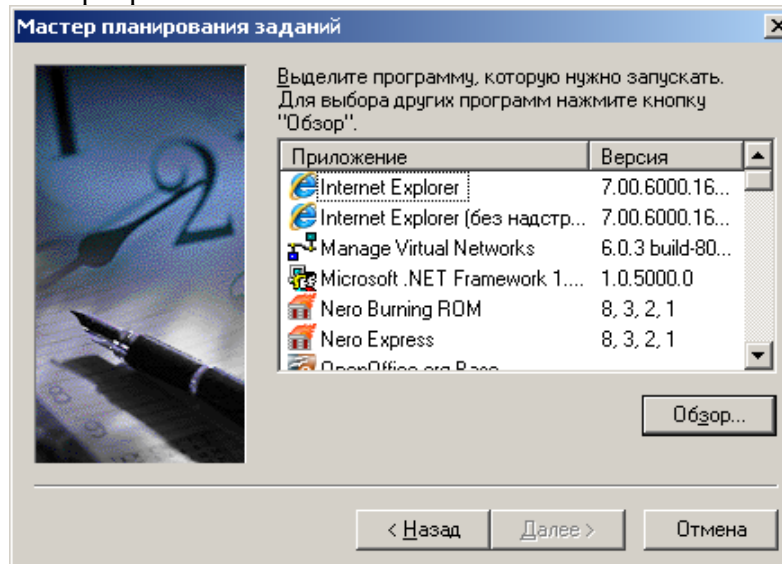 Мастер планирования заданий
Выделите программу, которую нужно запускать.
Для выбора других программ нажмите кнопку
"Обзор".
Приложение Версия
Internet Explorer 7.00.6000.16...
Internet Explorer (без надстр... 7.00.6000.16...
Manage Virtual Networks 6.0.3 build-80...
Microsoft .NET Framework 1.... 1.0.5000.0
Nero Burning ROM 8, 3, 2, 1
Nero Express 8, 3, 2, 1
OpenOffice.org Base
Обзор...
< Назад Далее > Отмена